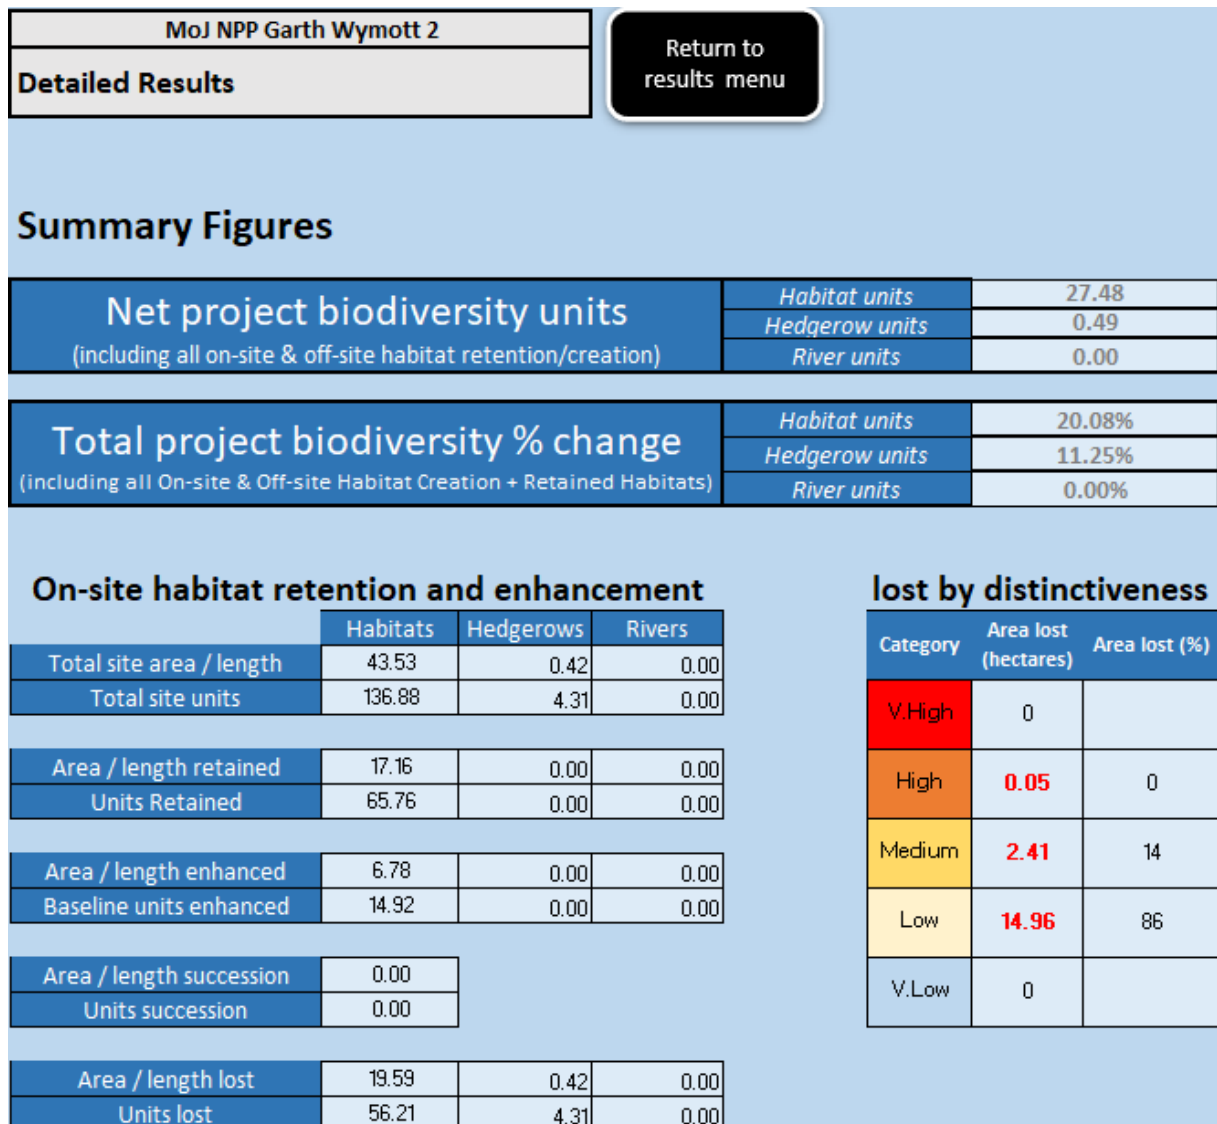 MoJ NPP Garth Wymott 2
Detailed Results
Return to
results menu
Summary Figures
Net project biodiversity units
(including all on-site & off-site habitat retention/creation)
Habitat units 27.48
Hedgerow units 0.49
River units 0.00
Total project biodiversity % change
(including all On-site & Off-site Habitat Creation + Retained Habitats)
Habitat units 20.08%
Hedgerow units 11.25%
River units 0.00%
On-site habitat retention and enhancement
Habitats Hedgerows Rivers
Total site area / length 43.53 0.42 0.00
Total site units 136.88 4.31 0.00
Area / length retained 17.16 0.00 0.00
Units Retained 65.76 0.00 0.00
Area / length enhanced 6.78 0.00 0.00
Baseline units enhanced 14.92 0.00 0.00
Area / length succession 0.00
Units succession 0.00
Area / length lost 19.59 0.42 0.00
Units lost 56.21 4.31 0.00
lost by distinctiveness
Category Area lost (hectares) Area lost (%)
V.High 0
High 0.05 0
Medium 2.41 14
Low 14.96 86
V.Low 0